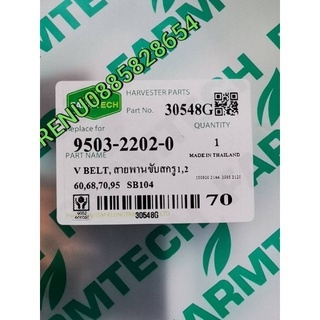 FARMTECH
RENU0885828654
HARVESTER PARTS
Part No. 30548G
Replace for
9503-2202-0
QUANTITY
1
PART NAME
MADE IN THAILAND
V BELT, สายพานขับสกรู1,2
60,68,70,95 SB104
30548G
70
ARMTECH